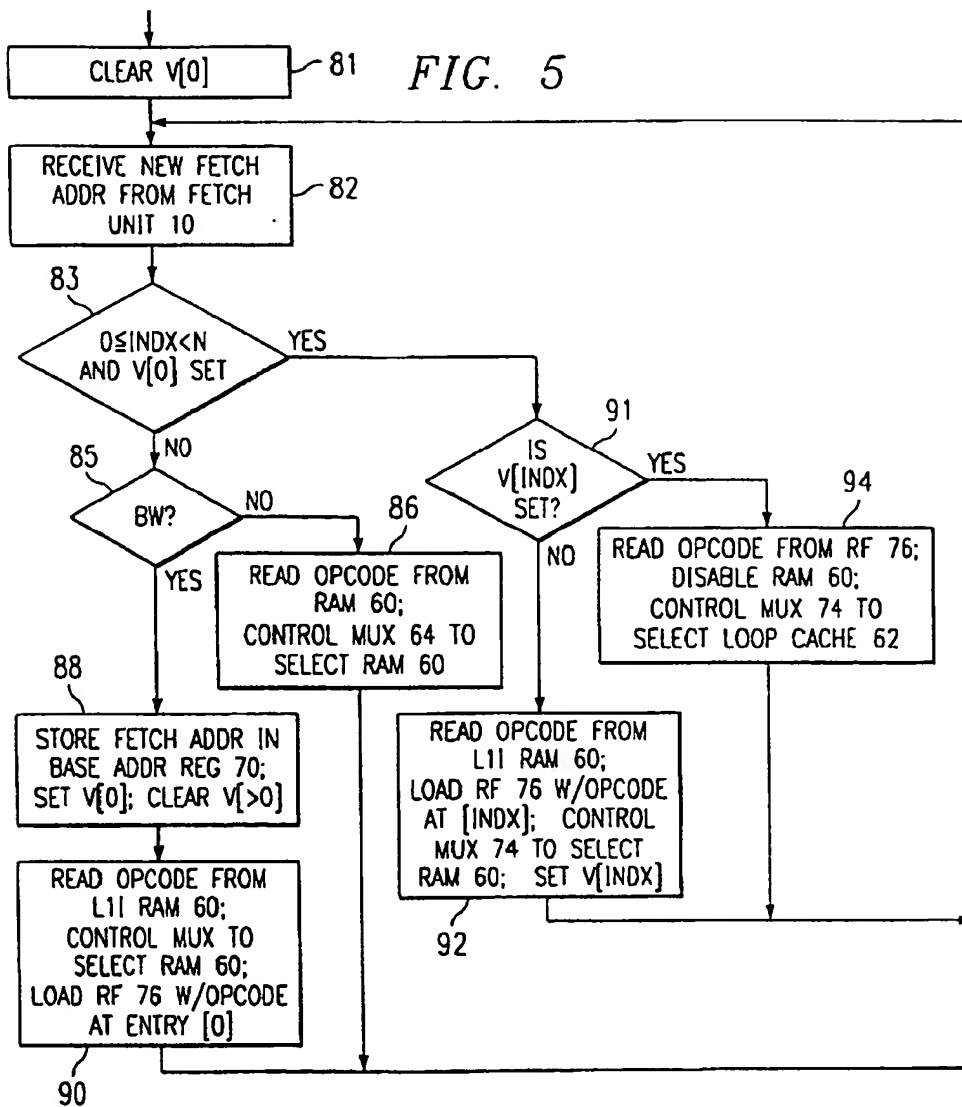 FIG. 5
CLEAR V[0]
81
RECEIVE NEW FETCH
ADDR FROM FETCH
UNIT 10
82
83
0≦INDX<N
AND V[0] SET
YES
NO
85
BW?
NO
YES
86
READ OPCODE FROM
RAM 60;
CONTROL MUX 64 TO
SELECT RAM 60
88
STORE FETCH ADDR IN
BASE ADDR REG 70;
SET V[0]; CLEAR V[>0]
READ OPCODE FROM
L1I RAM 60;
CONTROL MUX TO
SELECT RAM 60;
LOAD RF 76 W/OPCODE
AT ENTRY [0]
90
91
IS
V[INDX]
SET?
YES
NO
94
READ OPCODE FROM RF 76;
DISABLE RAM 60;
CONTROL MUX 74 TO
SELECT LOOP CACHE 62
READ OPCODE FROM
L1I RAM 60;
LOAD RF 76 W/OPCODE
AT [INDX]; CONTROL
MUX 74 TO SELECT
RAM 60; SET V[INDX]
92